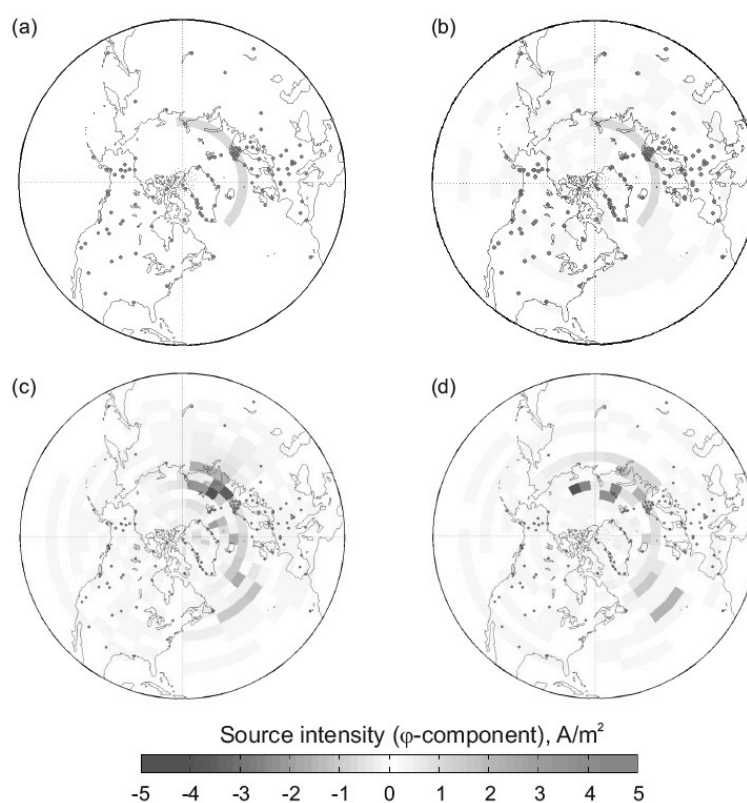 (a) (b)
(c) (d)
Source intensity (φ-component), A/m²
-5 -4 -3 -2 -1 0 1 2 3 4 5